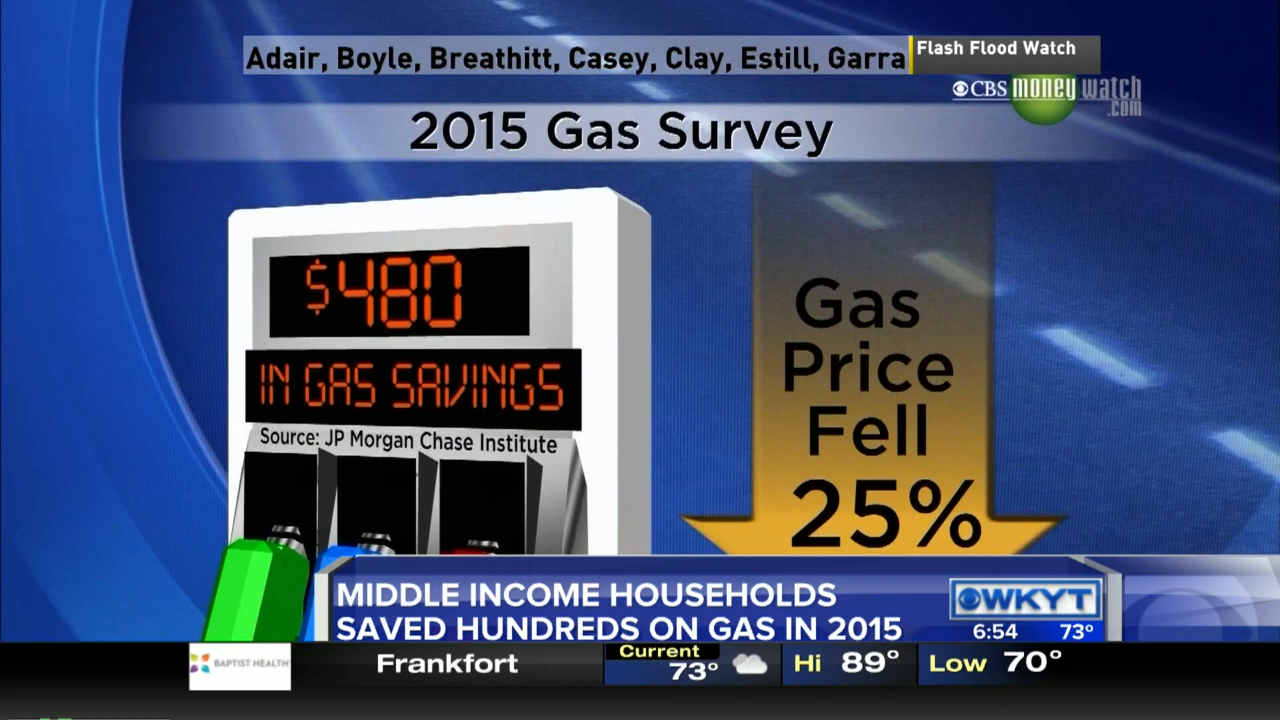 Adair, Boyle, Breathitt, Casey, Clay, Estill, Garra
Flash Flood Watch
CBS moneywatch
.com
2015 Gas Survey
$480
IN GAS SAVINGS
Source: JP Morgan Chase Institute
Gas
Price
Fell
25%
MIDDLE INCOME HOUSEHOLDS
SAVED HUNDREDS ON GAS IN 2015
WKYT
6:54 73°
BAPTIST HEALTH
Frankfort
Current
73°
Hi 89°
Low 70°